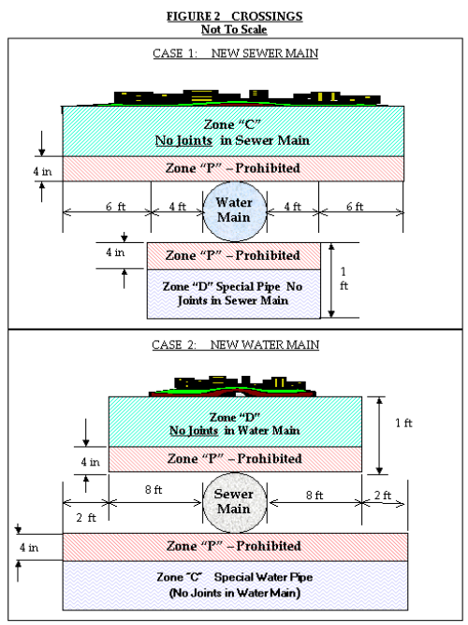 FIGURE 2 CROSSINGS
Not To Scale
CASE 1: NEW SEWER MAIN
Zone "C"
No Joints in Sewer Main
Zone "P" – Prohibited
4 in
6 ft
4 ft
Water
Main
4 ft
6 ft
4 in
Zone "P" – Prohibited
Zone "D" Special Pipe No
Joints in Sewer Main
1
ft
CASE 2: NEW WATER MAIN
Zone "D"
No Joints in Water Main
1 ft
Zone "P" – Prohibited
4 in
8 ft
Sewer
Main
8 ft
2 ft
2 ft
4 in
Zone "P" – Prohibited
Zone "C" Special Water Pipe
(No Joints in Water Main)